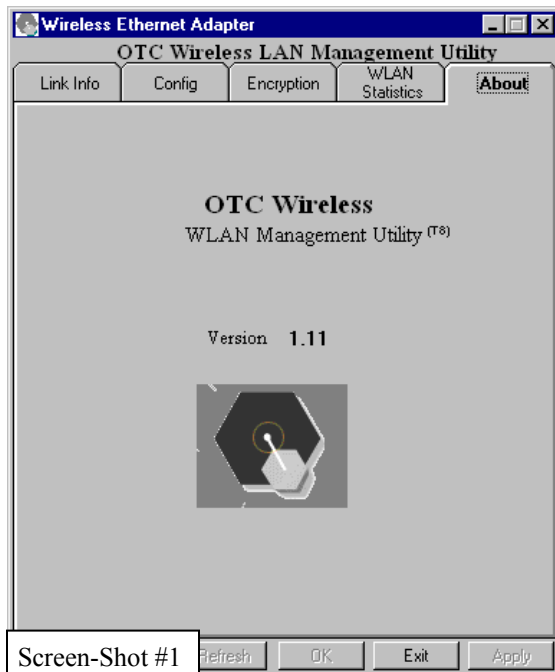 Wireless Ethernet Adapter
OTC Wireless LAN Management Utility
Link Info
Config
Encryption
WLAN
Statistics
About
OTC Wireless
WLAN Management Utility (T8)
Version 1.11
Screen-Shot #1
Refresh
OK
Exit
Apply